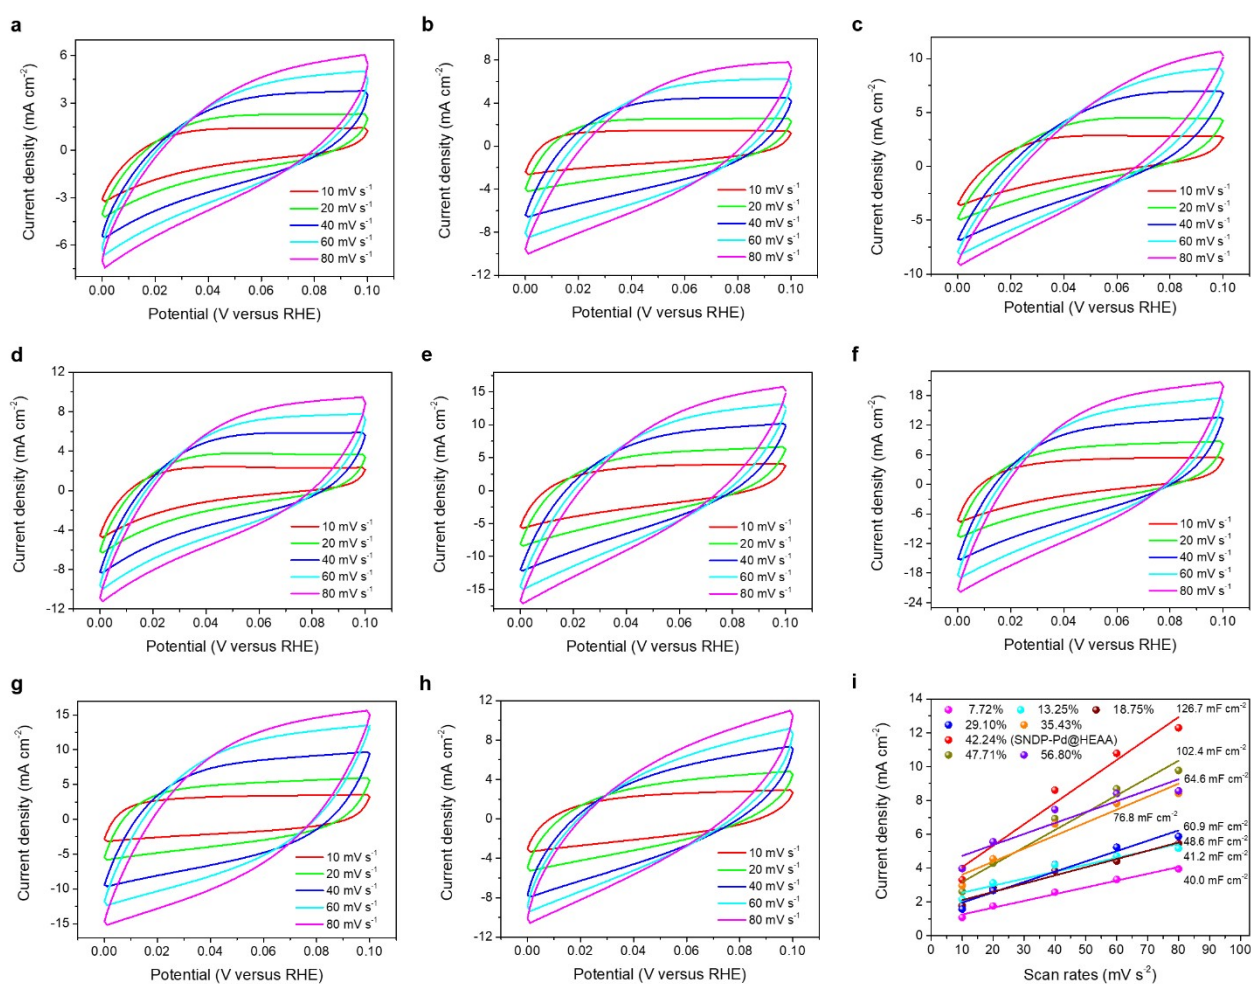 a
6
3
0
-3
-6
Current density (mA cm⁻²)
10 mV s⁻¹
20 mV s⁻¹
40 mV s⁻¹
60 mV s⁻¹
80 mV s⁻¹
0.00 0.02 0.04 0.06 0.08 0.10
Potential (V versus RHE)
b
8
4
0
-4
-8
-12
Current density (mA cm⁻²)
10 mV s⁻¹
20 mV s⁻¹
40 mV s⁻¹
60 mV s⁻¹
80 mV s⁻¹
0.00 0.02 0.04 0.06 0.08 0.10
Potential (V versus RHE)
c
10
5
0
-5
-10
Current density (mA cm⁻²)
10 mV s⁻¹
20 mV s⁻¹
40 mV s⁻¹
60 mV s⁻¹
80 mV s⁻¹
0.00 0.02 0.04 0.06 0.08 0.10
Potential (V versus RHE)
d
12
8
4
0
-4
-8
-12
Current density (mA cm⁻²)
10 mV s⁻¹
20 mV s⁻¹
40 mV s⁻¹
60 mV s⁻¹
80 mV s⁻¹
0.00 0.02 0.04 0.06 0.08 0.10
Potential (V versus RHE)
e
15
10
5
0
-5
-10
-15
Current density (mA cm⁻²)
10 mV s⁻¹
20 mV s⁻¹
40 mV s⁻¹
60 mV s⁻¹
80 mV s⁻¹
0.00 0.02 0.04 0.06 0.08 0.10
Potential (V versus RHE)
f
18
12
6
0
-6
-12
-18
-24
Current density (mA cm⁻²)
10 mV s⁻¹
20 mV s⁻¹
40 mV s⁻¹
60 mV s⁻¹
80 mV s⁻¹
0.00 0.02 0.04 0.06 0.08 0.10
Potential (V versus RHE)
g
15
10
5
0
-5
-10
-15
Current density (mA cm⁻²)
10 mV s⁻¹
20 mV s⁻¹
40 mV s⁻¹
60 mV s⁻¹
80 mV s⁻¹
0.00 0.02 0.04 0.06 0.08 0.10
Potential (V versus RHE)
h
12
8
4
0
-4
-8
-12
Current density (mA cm⁻²)
10 mV s⁻¹
20 mV s⁻¹
40 mV s⁻¹
60 mV s⁻¹
80 mV s⁻¹
0.00 0.02 0.04 0.06 0.08 0.10
Potential (V versus RHE)
i
14
12
10
8
6
4
2
0
Current density (mA cm⁻²)
7.72% 13.25% 18.75%
29.10% 35.43%
42.24% (SNDP-Pd@HEAA)
47.71% 56.80%
126.7 mF cm⁻²
102.4 mF cm⁻²
64.6 mF cm⁻²
76.8 mF cm⁻²
60.9 mF cm⁻²
48.6 mF cm⁻²
41.2 mF cm⁻²
40.0 mF cm⁻²
0 10 20 30 40 50 60 70 80 90 100
Scan rates (mV s⁻²)